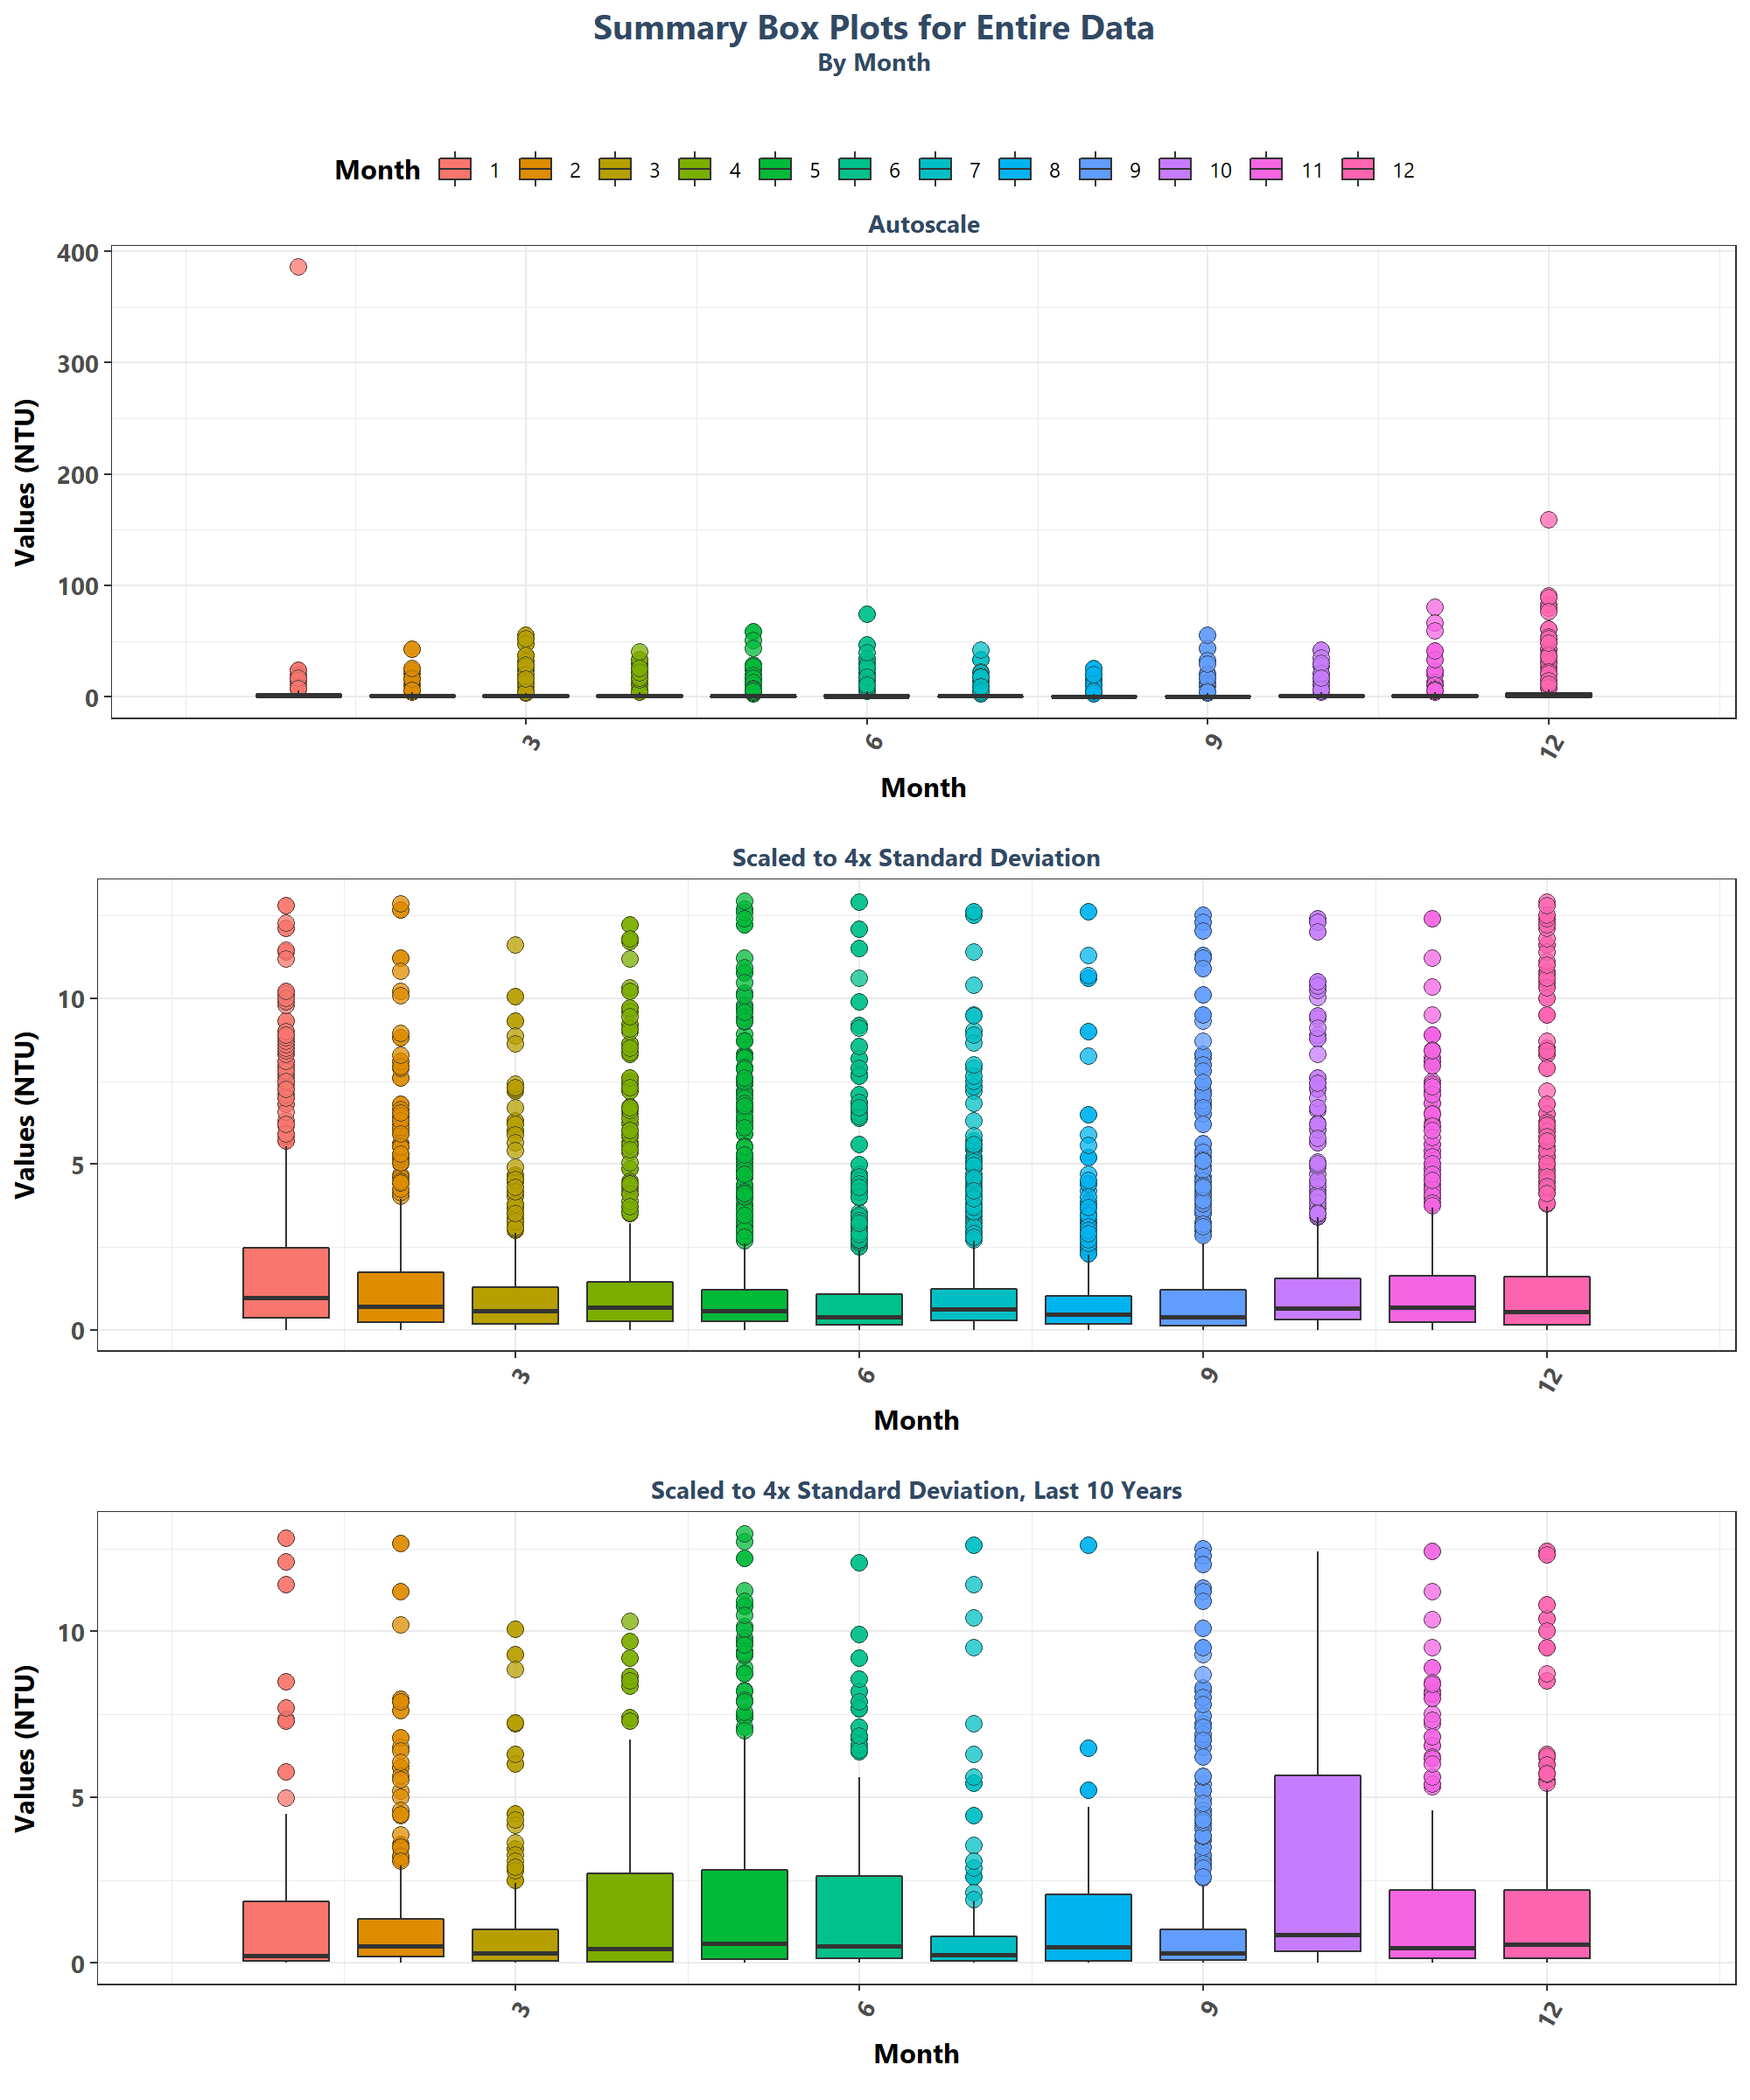 Summary Box Plots for Entire Data
By Month
Month 1 2 3 4 5 6 7 8 9 10 11 12
Autoscale
Values (NTU)
400
300
200
100
0
3 6 9 12
Month
Scaled to 4x Standard Deviation
Values (NTU)
10
5
0
3 6 9 12
Month
Scaled to 4x Standard Deviation, Last 10 Years
Values (NTU)
10
5
0
3 6 9 12
Month